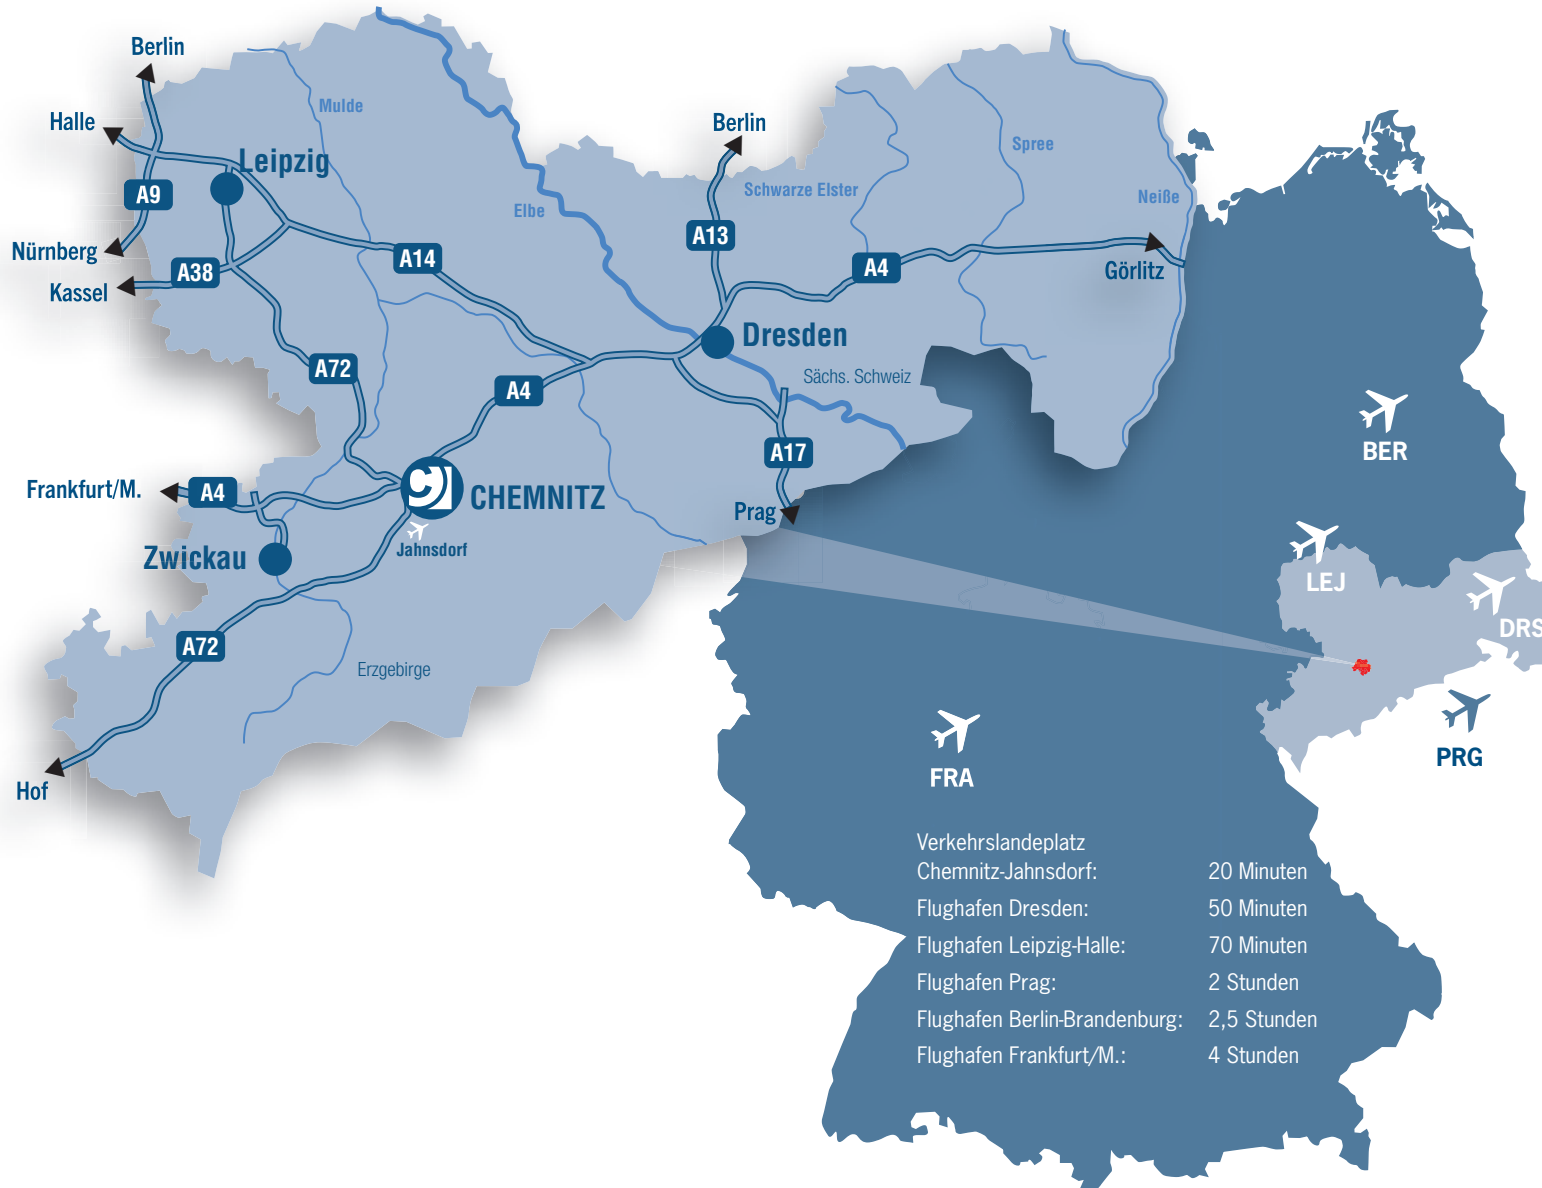 Berlin
Halle
Mulde
Leipzig
A9
Nürnberg
A38
Kassel
A14
Elbe
Berlin
Schwarze Elster
A13
Spree
Neiße
A4
Görlitz
Dresden
Sächs. Schweiz
A72
A4
A17
Prag
Frankfurt/M.
A4
CHEMNITZ
Jahnsdorf
Zwickau
A72
Erzgebirge
Hof
BER
LEJ
DRS
PRG
FRA
Verkehrslandeplatz
Chemnitz-Jahnsdorf: 20 Minuten
Flughafen Dresden: 50 Minuten
Flughafen Leipzig-Halle: 70 Minuten
Flughafen Prag: 2 Stunden
Flughafen Berlin-Brandenburg: 2,5 Stunden
Flughafen Frankfurt/M.: 4 Stunden